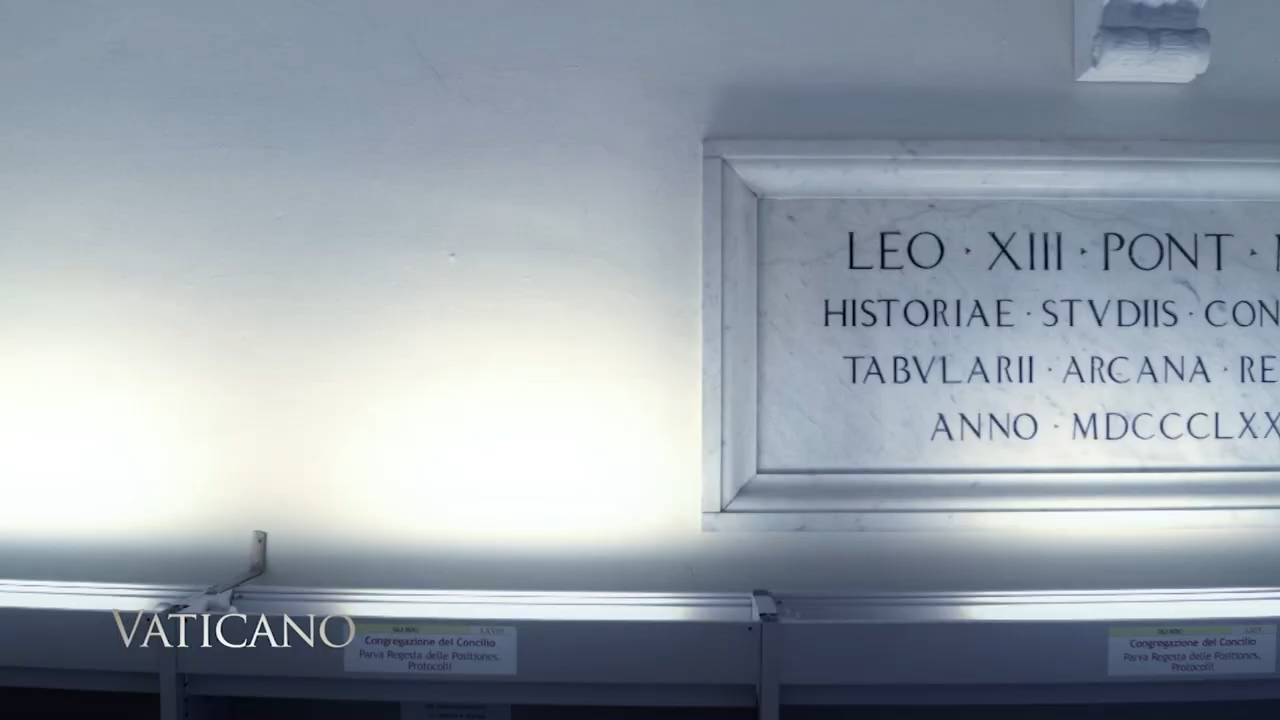 LEO · XIII · PONT ·
HISTORIAE · STVDIIS · CON
TABVLARII · ARCANA · RE
ANNO · MDCCCLXX
VATICANO
Congregazione del Concilio
Parva Regesta delle Positiones,
Protocolli
Congregazione del Concilio
Parva Regesta delle Positiones,
Protocolli